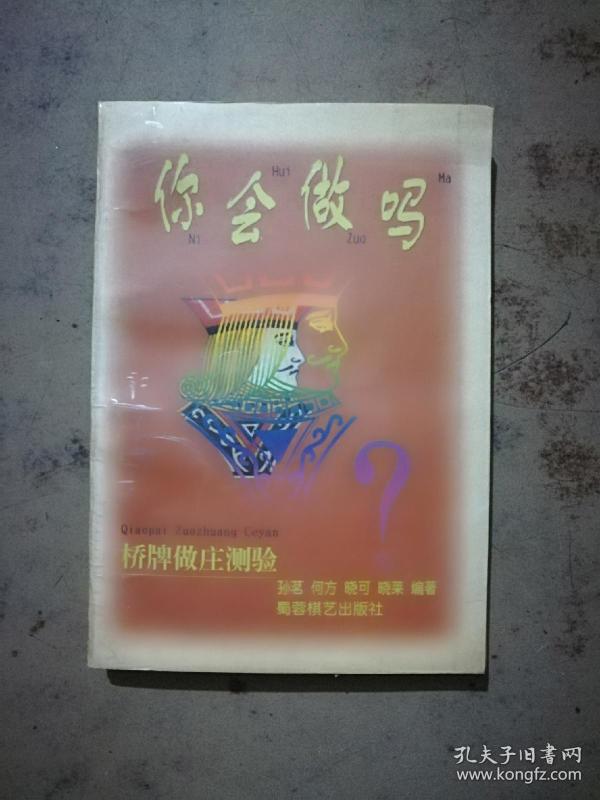 你会做吗
Ni Hui Zuo Ma
?
Qiaopai Zuozhuang Ceyan
桥牌做庄测验
孙茗 何方 晓可 晓莱 编著
蜀蓉棋艺出版社
孔夫子旧书网
www.kongfz.com